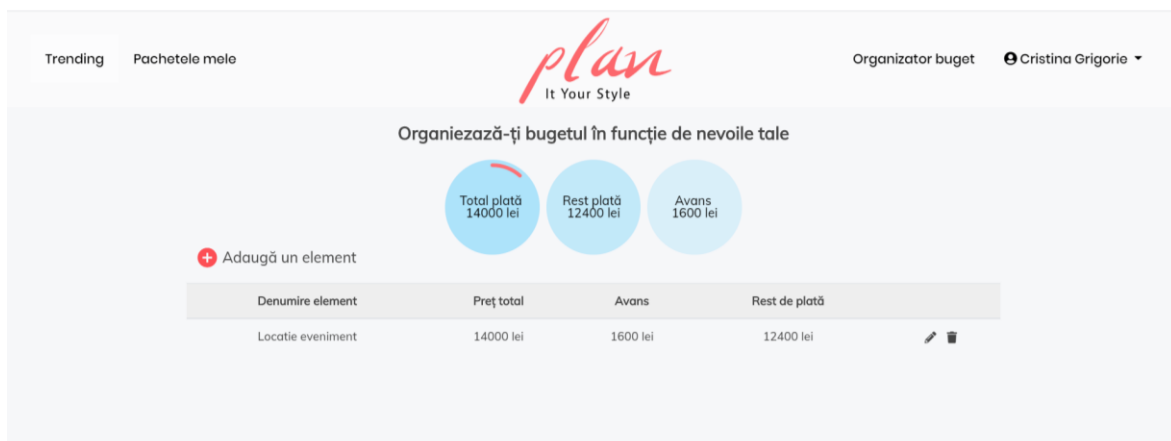 Trending Pachetele mele plan Organizator buget Cristina Grigorie
It Your Style
Organiezază-ți bugetul în funcție de nevoile tale
Total plată Rest plată Avans
14000 lei 12400 lei 1600 lei
Adaugă un element
Denumire element Preț total Avans Rest de plată
Locatie eveniment 14000 lei 1600 lei 12400 lei